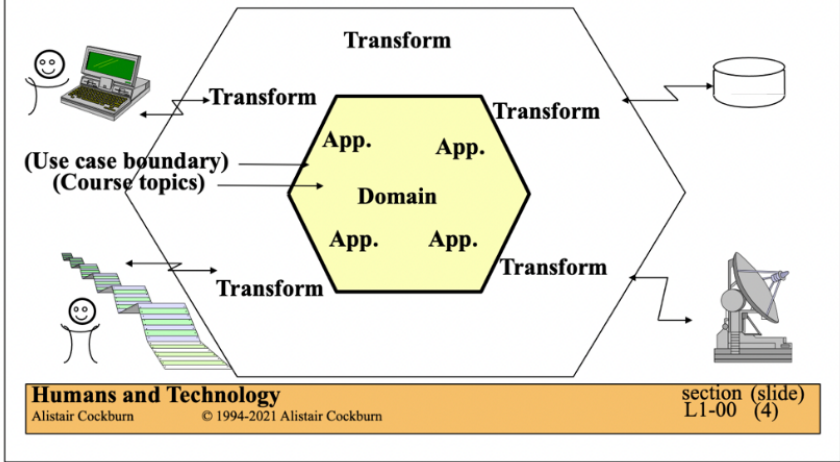 Transform
Transform
Transform
App.
App.
(Use case boundary)
(Course topics)
Domain
App.
App.
Transform
Transform
Humans and Technology
section (slide)
Alistair Cockburn
© 1994-2021 Alistair Cockburn
L1-00
(4)